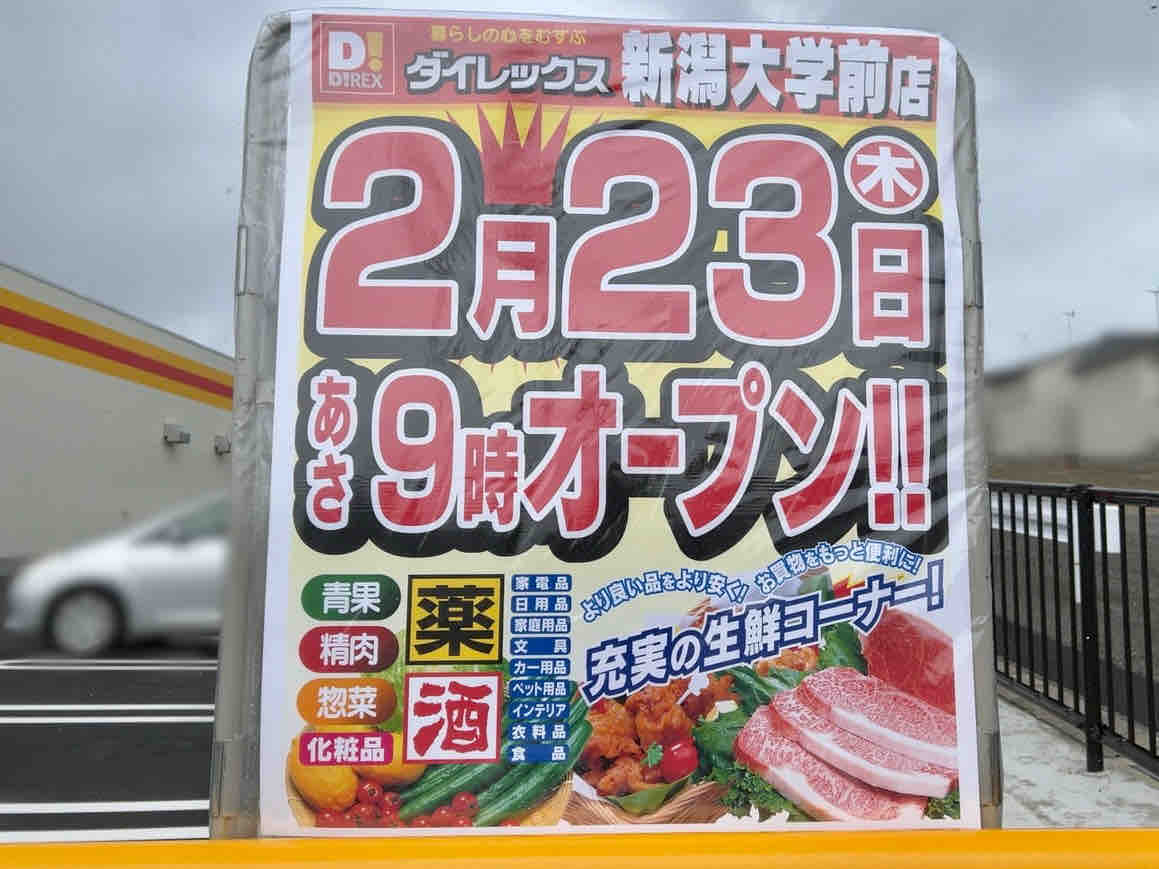 D!
D!REX
暮らしの心をむすぶ
ダイレックス 新潟大学前店
2月23日
木
あさ9時オープン!!
より良い品をより安く! お買物をもっと便利に!
充実の生鮮コーナー!
青果
精肉
惣菜
化粧品
薬
酒
家電品
日用品
家庭用品
文具
カー用品
ペット用品
インテリア
衣料品
食品